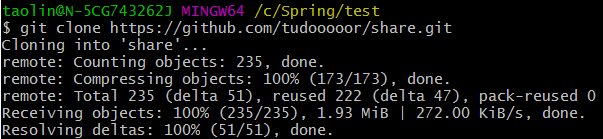 taolin@N-5CG743262J MINGW64 /c/Spring/test
$ git clone https://github.com/tudooooor/share.git
Cloning into 'share'...
remote: Counting objects: 235, done.
remote: Compressing objects: 100% (173/173), done.
remote: Total 235 (delta 51), reused 222 (delta 47), pack-reused 0
Receiving objects: 100% (235/235), 1.93 MiB | 272.00 KiB/s, done.
Resolving deltas: 100% (51/51), done.